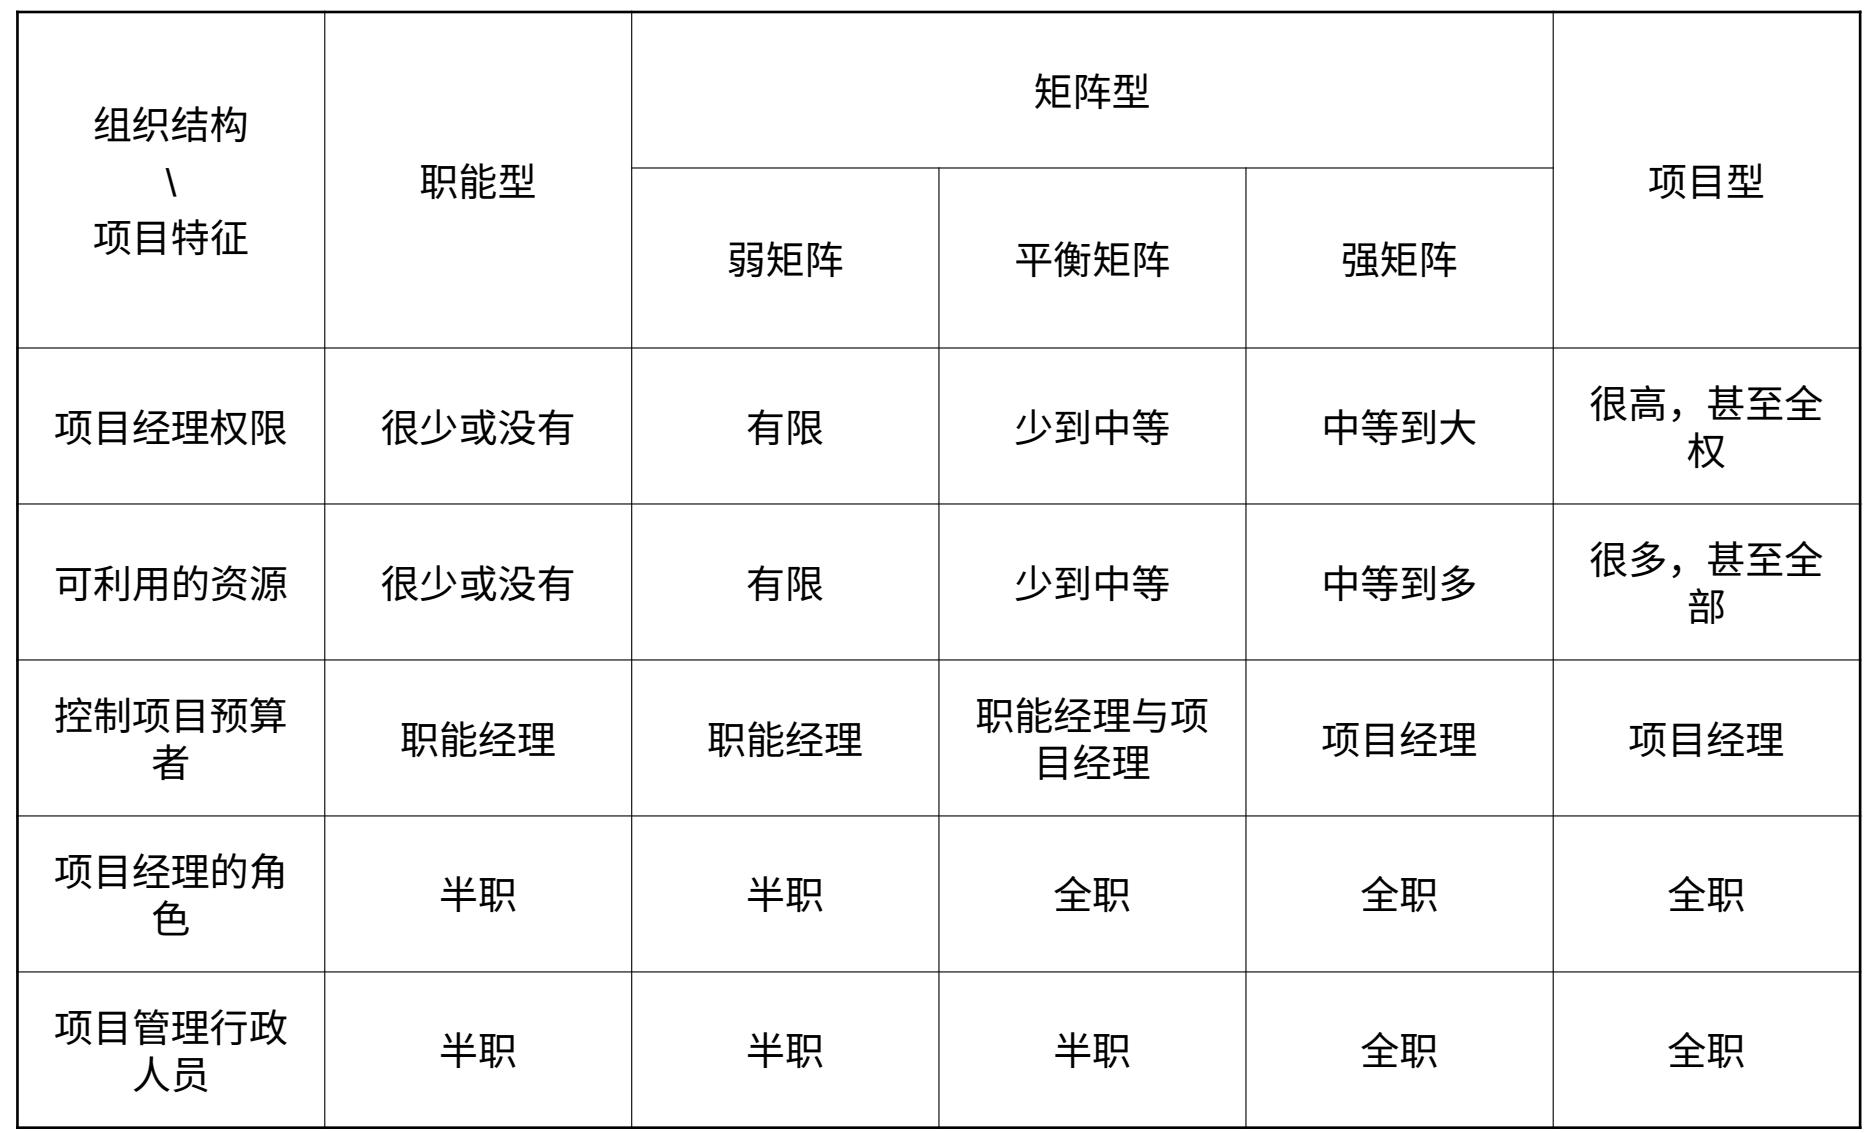 组织结构
\
项目特征
职能型
矩阵型
项目型
弱矩阵
平衡矩阵
强矩阵
项目经理权限
很少或没有
有限
少到中等
中等到大
很高，甚至全
权
可利用的资源
很少或没有
有限
少到中等
中等到多
很多，甚至全
部
控制项目预算
者
职能经理
职能经理
职能经理与项
目经理
项目经理
项目经理
项目经理的角
色
半职
半职
全职
全职
全职
项目管理行政
人员
半职
半职
半职
全职
全职